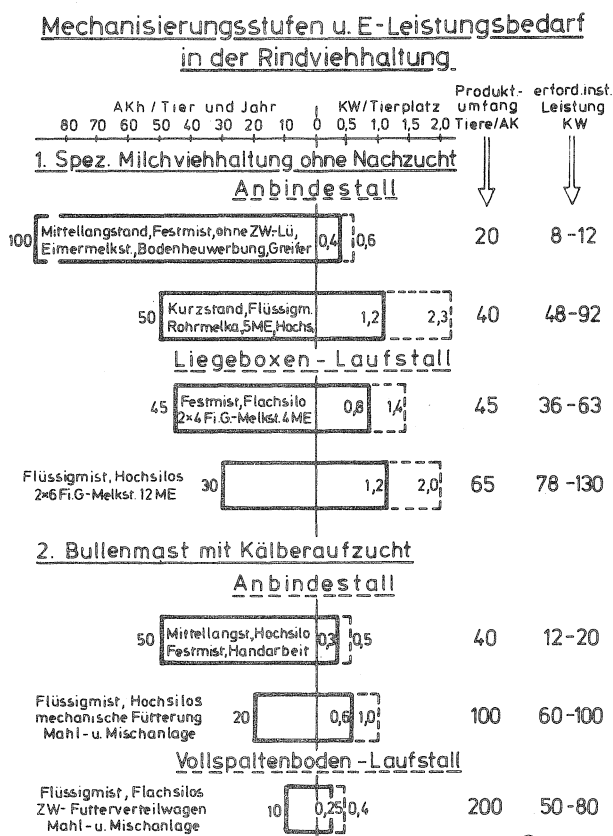 Mechanisierungsstufen u. E-Leistungsbedarf
in der Rindviehhaltung
AKh / Tier und Jahr
KW/Tierplatz
Produkt-
umfang
Tiere/AK
erford.inst.
Leistung
KW
80 70 60 50 40 30 20 10 0 0,5 1,0 1,5 2,0
1. Spez. Milchviehhaltung ohne Nachzucht
Anbindestall
100 Mittellangstand, Festmist, ohne ZW-Lü, 0,4 0,6 20 8-12
Eimermelkst., Bodenheuwerbung, Greifer
50 Kurzstand, Flüssigm. 1,2 2,3 40 48-92
Rohrmelka, 5ME, Hochs.
Liegeboxen - Laufstall
45 Festmist, Flachsilo 0,8 1,4 45 36-63
2×4 Fi.G.-Melkst. 4 ME
Flüssigmist, Hochsilos 30 1,2 2,0 65 78-130
2×6 Fi.G-Melkst. 12 ME
2. Bullenmast mit Kälberaufzucht
Anbindestall
50 Mittellangst, Hochsilo 0,3 0,5 40 12-20
Festmist, Handarbeit
Flüssigmist, Hochsilos
mechanische Fütterung 20 0,6 1,0 100 60-100
Mahl- u. Mischanlage
Vollspaltenboden - Laufstall
Flüssigmist, Flachsilos
ZW- Futterverteilwagen 10 0,25 0,4 200 50-80
Mahl- u. Mischanlage